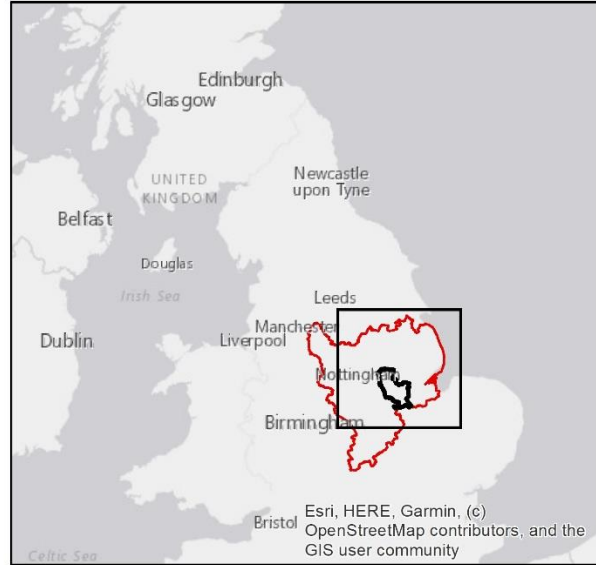 Edinburgh
Glasgow
Newcastle
upon Tyne
UNITED
KINGDOM
Belfast
Douglas
Irish Sea
Leeds
Manchester
Liverpool
Dublin
Nottingham
Birmingham
Esri, HERE, Garmin, (c)
Bristol
OpenStreetMap contributors, and the
GIS user community
Celtic Sea